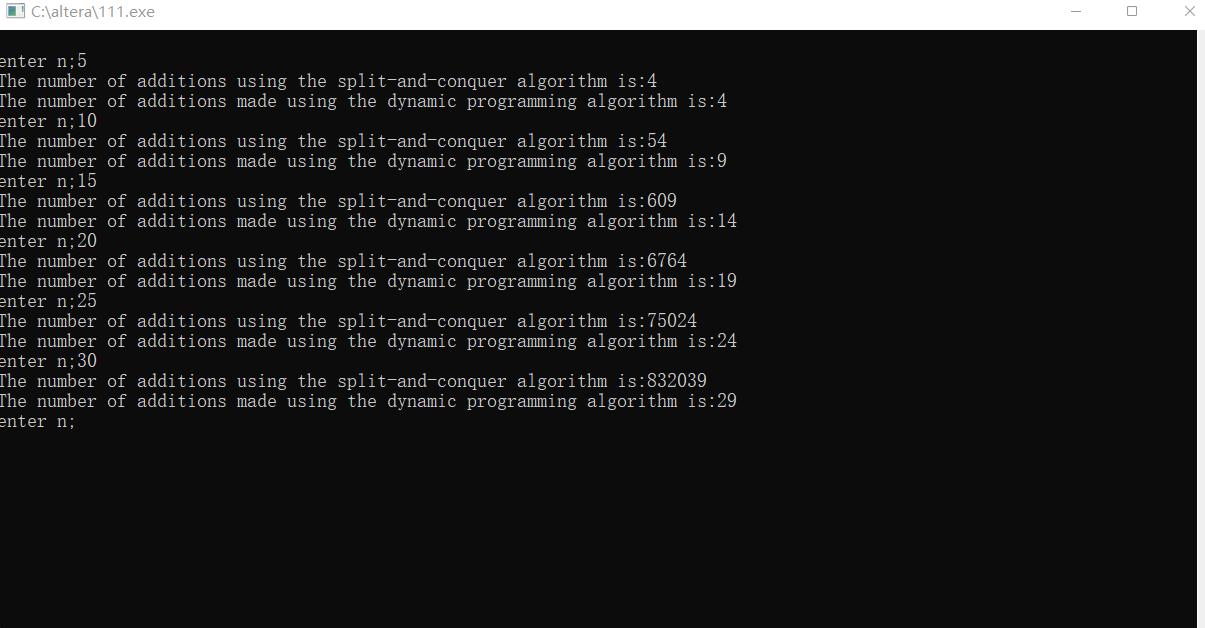 C:\altera\111.exe
enter n;5
The number of additions using the split-and-conquer algorithm is:4
The number of additions made using the dynamic programming algorithm is:4
enter n;10
The number of additions using the split-and-conquer algorithm is:54
The number of additions made using the dynamic programming algorithm is:9
enter n;15
The number of additions using the split-and-conquer algorithm is:609
The number of additions made using the dynamic programming algorithm is:14
enter n;20
The number of additions using the split-and-conquer algorithm is:6764
The number of additions made using the dynamic programming algorithm is:19
enter n;25
The number of additions using the split-and-conquer algorithm is:75024
The number of additions made using the dynamic programming algorithm is:24
enter n;30
The number of additions using the split-and-conquer algorithm is:832039
The number of additions made using the dynamic programming algorithm is:29
enter n;